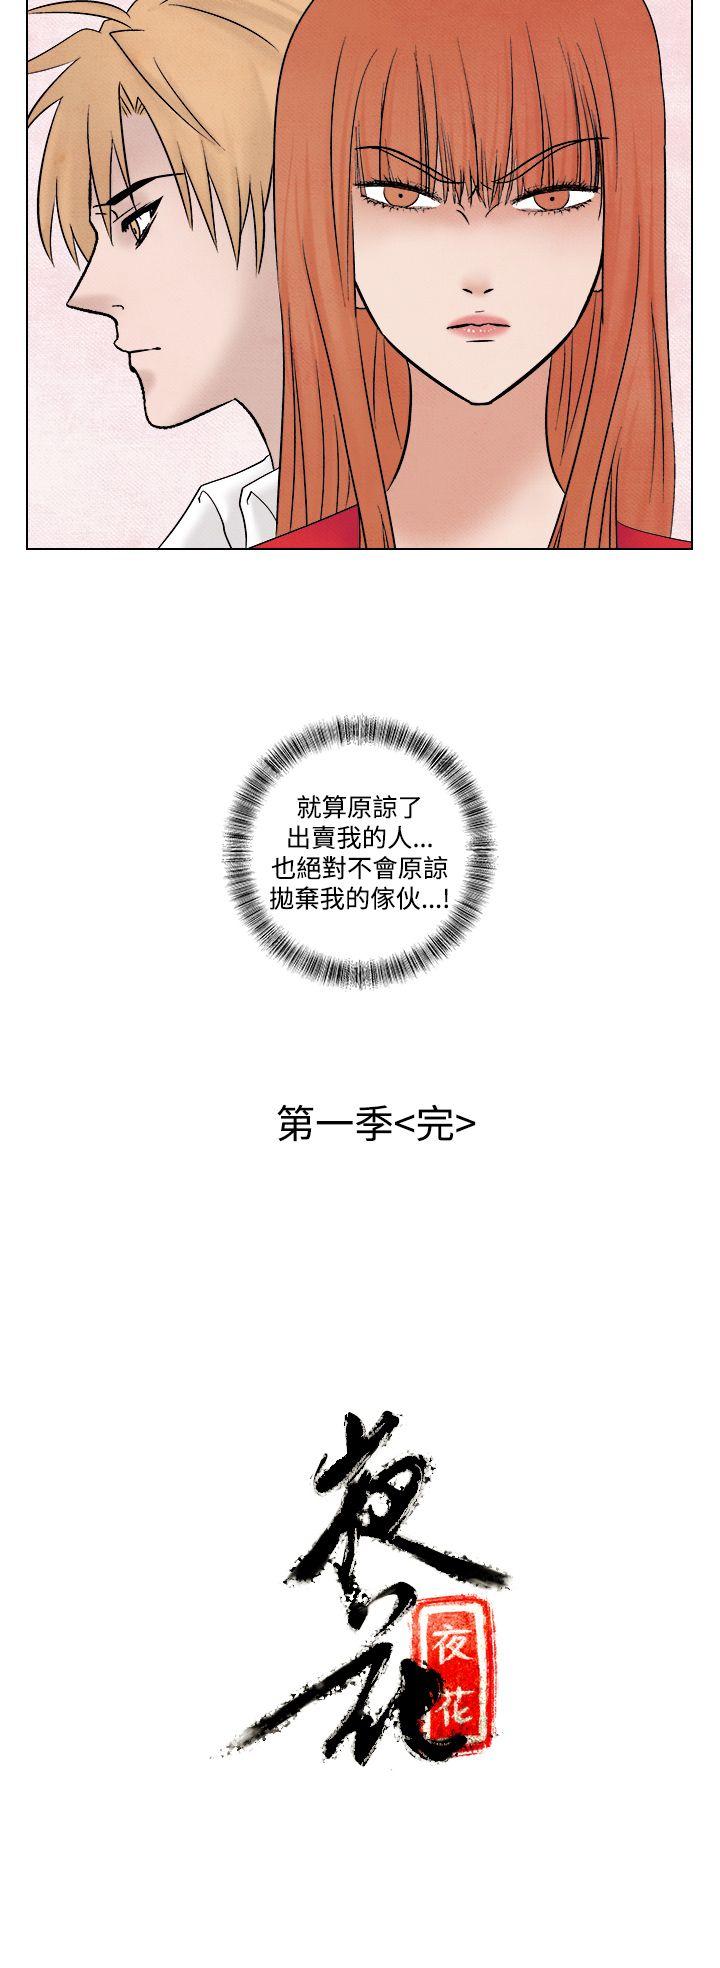 就算原諒了
出賣我的人...
也絕對不會原諒
拋棄我的傢伙...!
第一季<完>
夜花
夜花